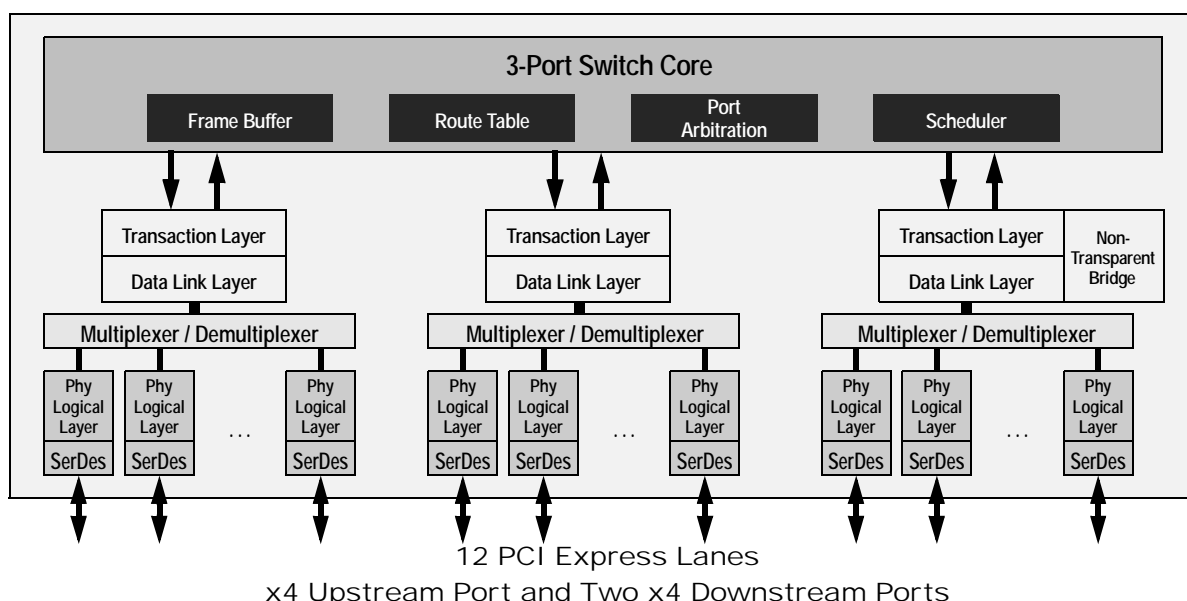 3-Port Switch Core
Frame Buffer
Route Table
Port
Arbitration
Scheduler
Transaction Layer
Data Link Layer
Transaction Layer
Data Link Layer
Transaction Layer
Data Link Layer
Non-
Transparent
Bridge
Multiplexer / Demultiplexer
Multiplexer / Demultiplexer
Multiplexer / Demultiplexer
Phy
Logical
Layer
SerDes
Phy
Logical
Layer
SerDes
...
Phy
Logical
Layer
SerDes
Phy
Logical
Layer
SerDes
Phy
Logical
Layer
SerDes
...
Phy
Logical
Layer
SerDes
Phy
Logical
Layer
SerDes
Phy
Logical
Layer
SerDes
...
Phy
Logical
Layer
SerDes
12 PCI Express Lanes
x4 Upstream Port and Two x4 Downstream Ports